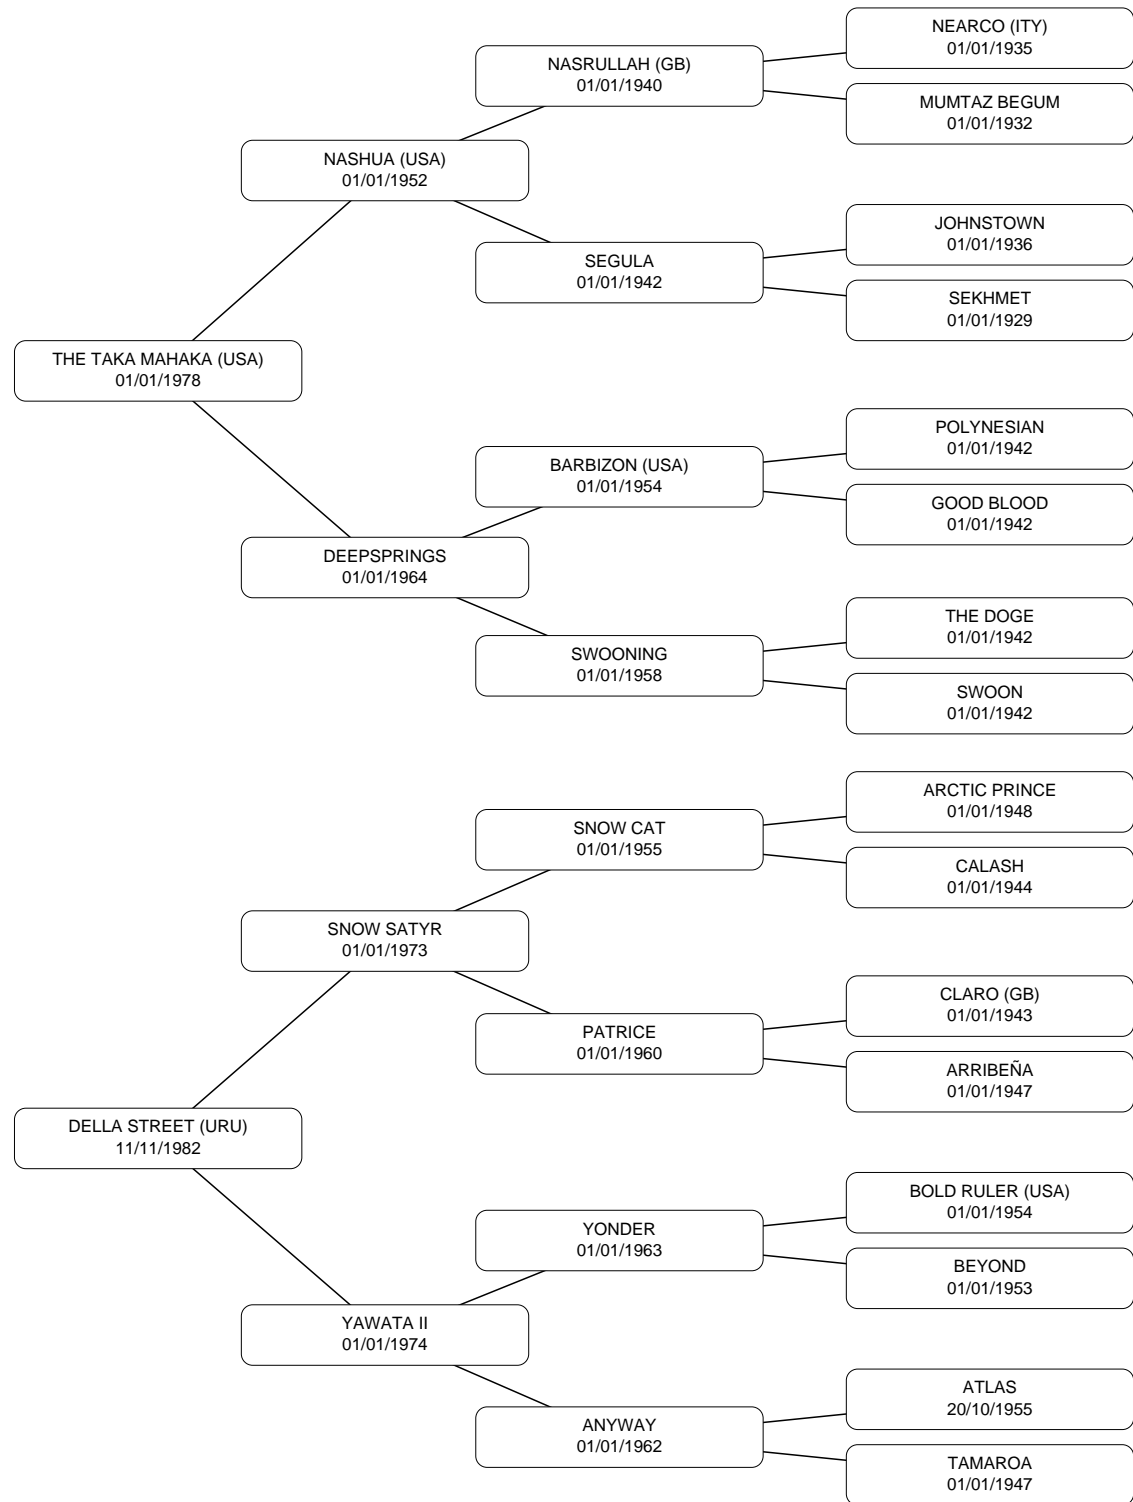 NEARCO (ITY)
01/01/1935
NASRULLAH (GB)
01/01/1940
MUMTAZ BEGUM
01/01/1932
NASHUA (USA)
01/01/1952
JOHNSTOWN
01/01/1936
SEGULA
01/01/1942
SEKHMET
01/01/1929
THE TAKA MAHAKA (USA)
01/01/1978
POLYNESIAN
01/01/1942
BARBIZON (USA)
01/01/1954
GOOD BLOOD
01/01/1942
DEEPSPRINGS
01/01/1964
THE DOGE
01/01/1942
SWOONING
01/01/1958
SWOON
01/01/1942
ARCTIC PRINCE
01/01/1948
SNOW CAT
01/01/1955
CALASH
01/01/1944
SNOW SATYR
01/01/1973
CLARO (GB)
01/01/1943
PATRICE
01/01/1960
ARRIBEÑA
01/01/1947
DELLA STREET (URU)
11/11/1982
BOLD RULER (USA)
01/01/1954
YONDER
01/01/1963
BEYOND
01/01/1953
YAWATA II
01/01/1974
ATLAS
20/10/1955
ANYWAY
01/01/1962
TAMAROA
01/01/1947